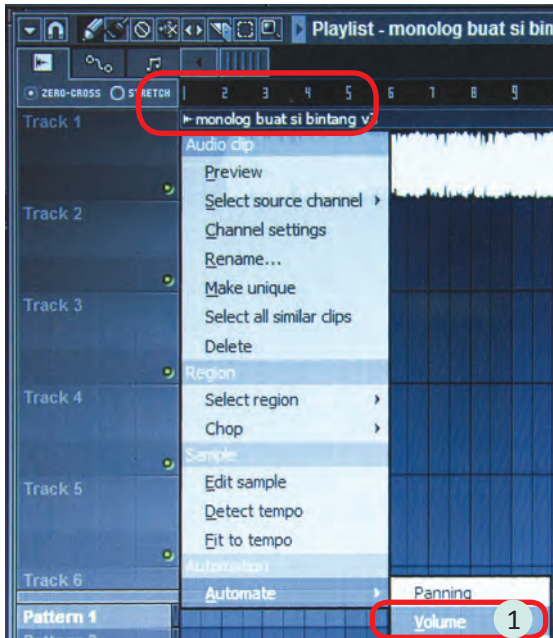 Playlist - monolog buat si bin
ZERO-CROSS STRETCH
1 2 3 4 5 6 7 8 9
monolog buat si bintang v
Track 1
Audio clip
Preview
Select source channel
Track 2
Channel settings
Rename...
Make unique
Track 3
Select all similar clips
Delete
Region
Track 4
Select region
Chop
Sample
Track 5
Edit sample
Detect tempo
Fit to tempo
Automation
Track 6
Automate
Panning
Pattern 1
Volume
1